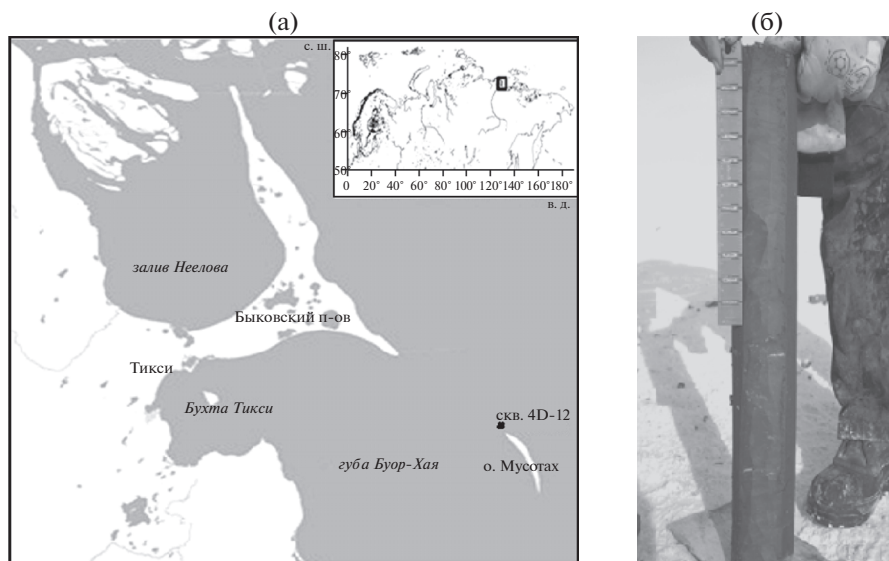 (а)
(б)
с. ш.
80°
70°
60°
50°
0 20° 40° 60° 80° 100° 120° 140° 160° 180°
в. д.
залив Неелова
Быковский п-ов
Тикси
Бухта Тикси
скв. 4D-12
губа Буор-Хая
о. Мусотах